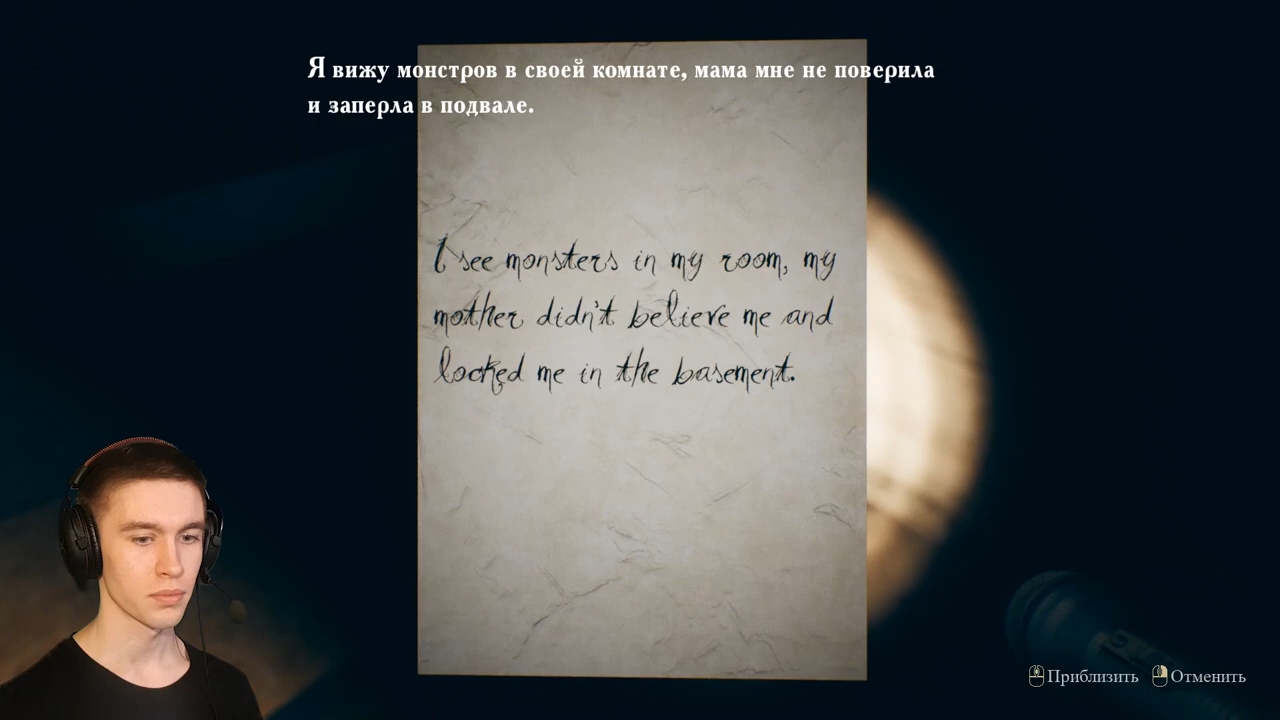 Я вижу монстров в своей комнате, мама мне не поверила
и заперла в подвале.
I see monsters in my room, my
mother didn't believe me and
locked me in the basement.
Приблизить Отменить